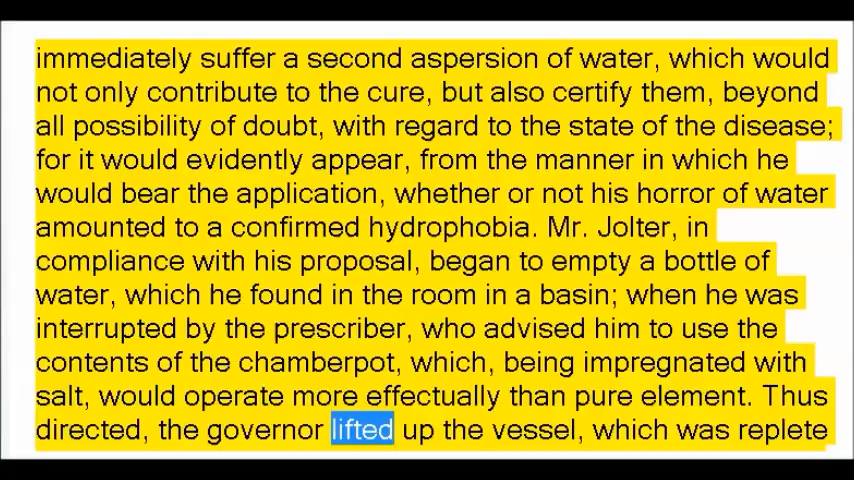 immediately suffer a second aspersion of water, which would
not only contribute to the cure, but also certify them, beyond
all possibility of doubt, with regard to the state of the disease;
for it would evidently appear, from the manner in which he
would bear the application, whether or not his horror of water
amounted to a confirmed hydrophobia. Mr. Jolter, in
compliance with his proposal, began to empty a bottle of
water, which he found in the room in a basin; when he was
interrupted by the prescriber, who advised him to use the
contents of the chamberpot, which, being impregnated with
salt, would operate more effectually than pure element. Thus
directed, the governor lifted up the vessel, which was replete